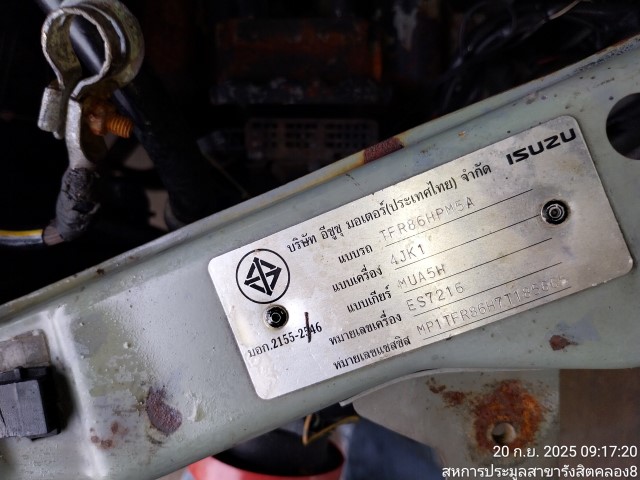 ISUZU
บริษัท อีซูซุ มอเตอร์(ประเทศไทย) จำกัด
แบบรถ TFR86HPM5A
แบบเครื่อง 4JK1
แบบเกียร์ MUA5H
หมายเลขเครื่อง ES7216
หมายเลขแชสซิส
มอก.2155-2546
20 ก.ย. 2025 09:17:20
สหการประมูลสาขารังสิตคลอง8